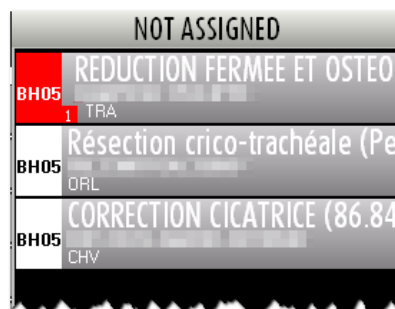 NOT ASSIGNED
REDUCTION FERMEE ET OSTEO
BH05
1 TRA
Résection crico-trachéale (Pe
BH05
ORL
CORRECTION CICATRICE (86.84
BH05
CHV